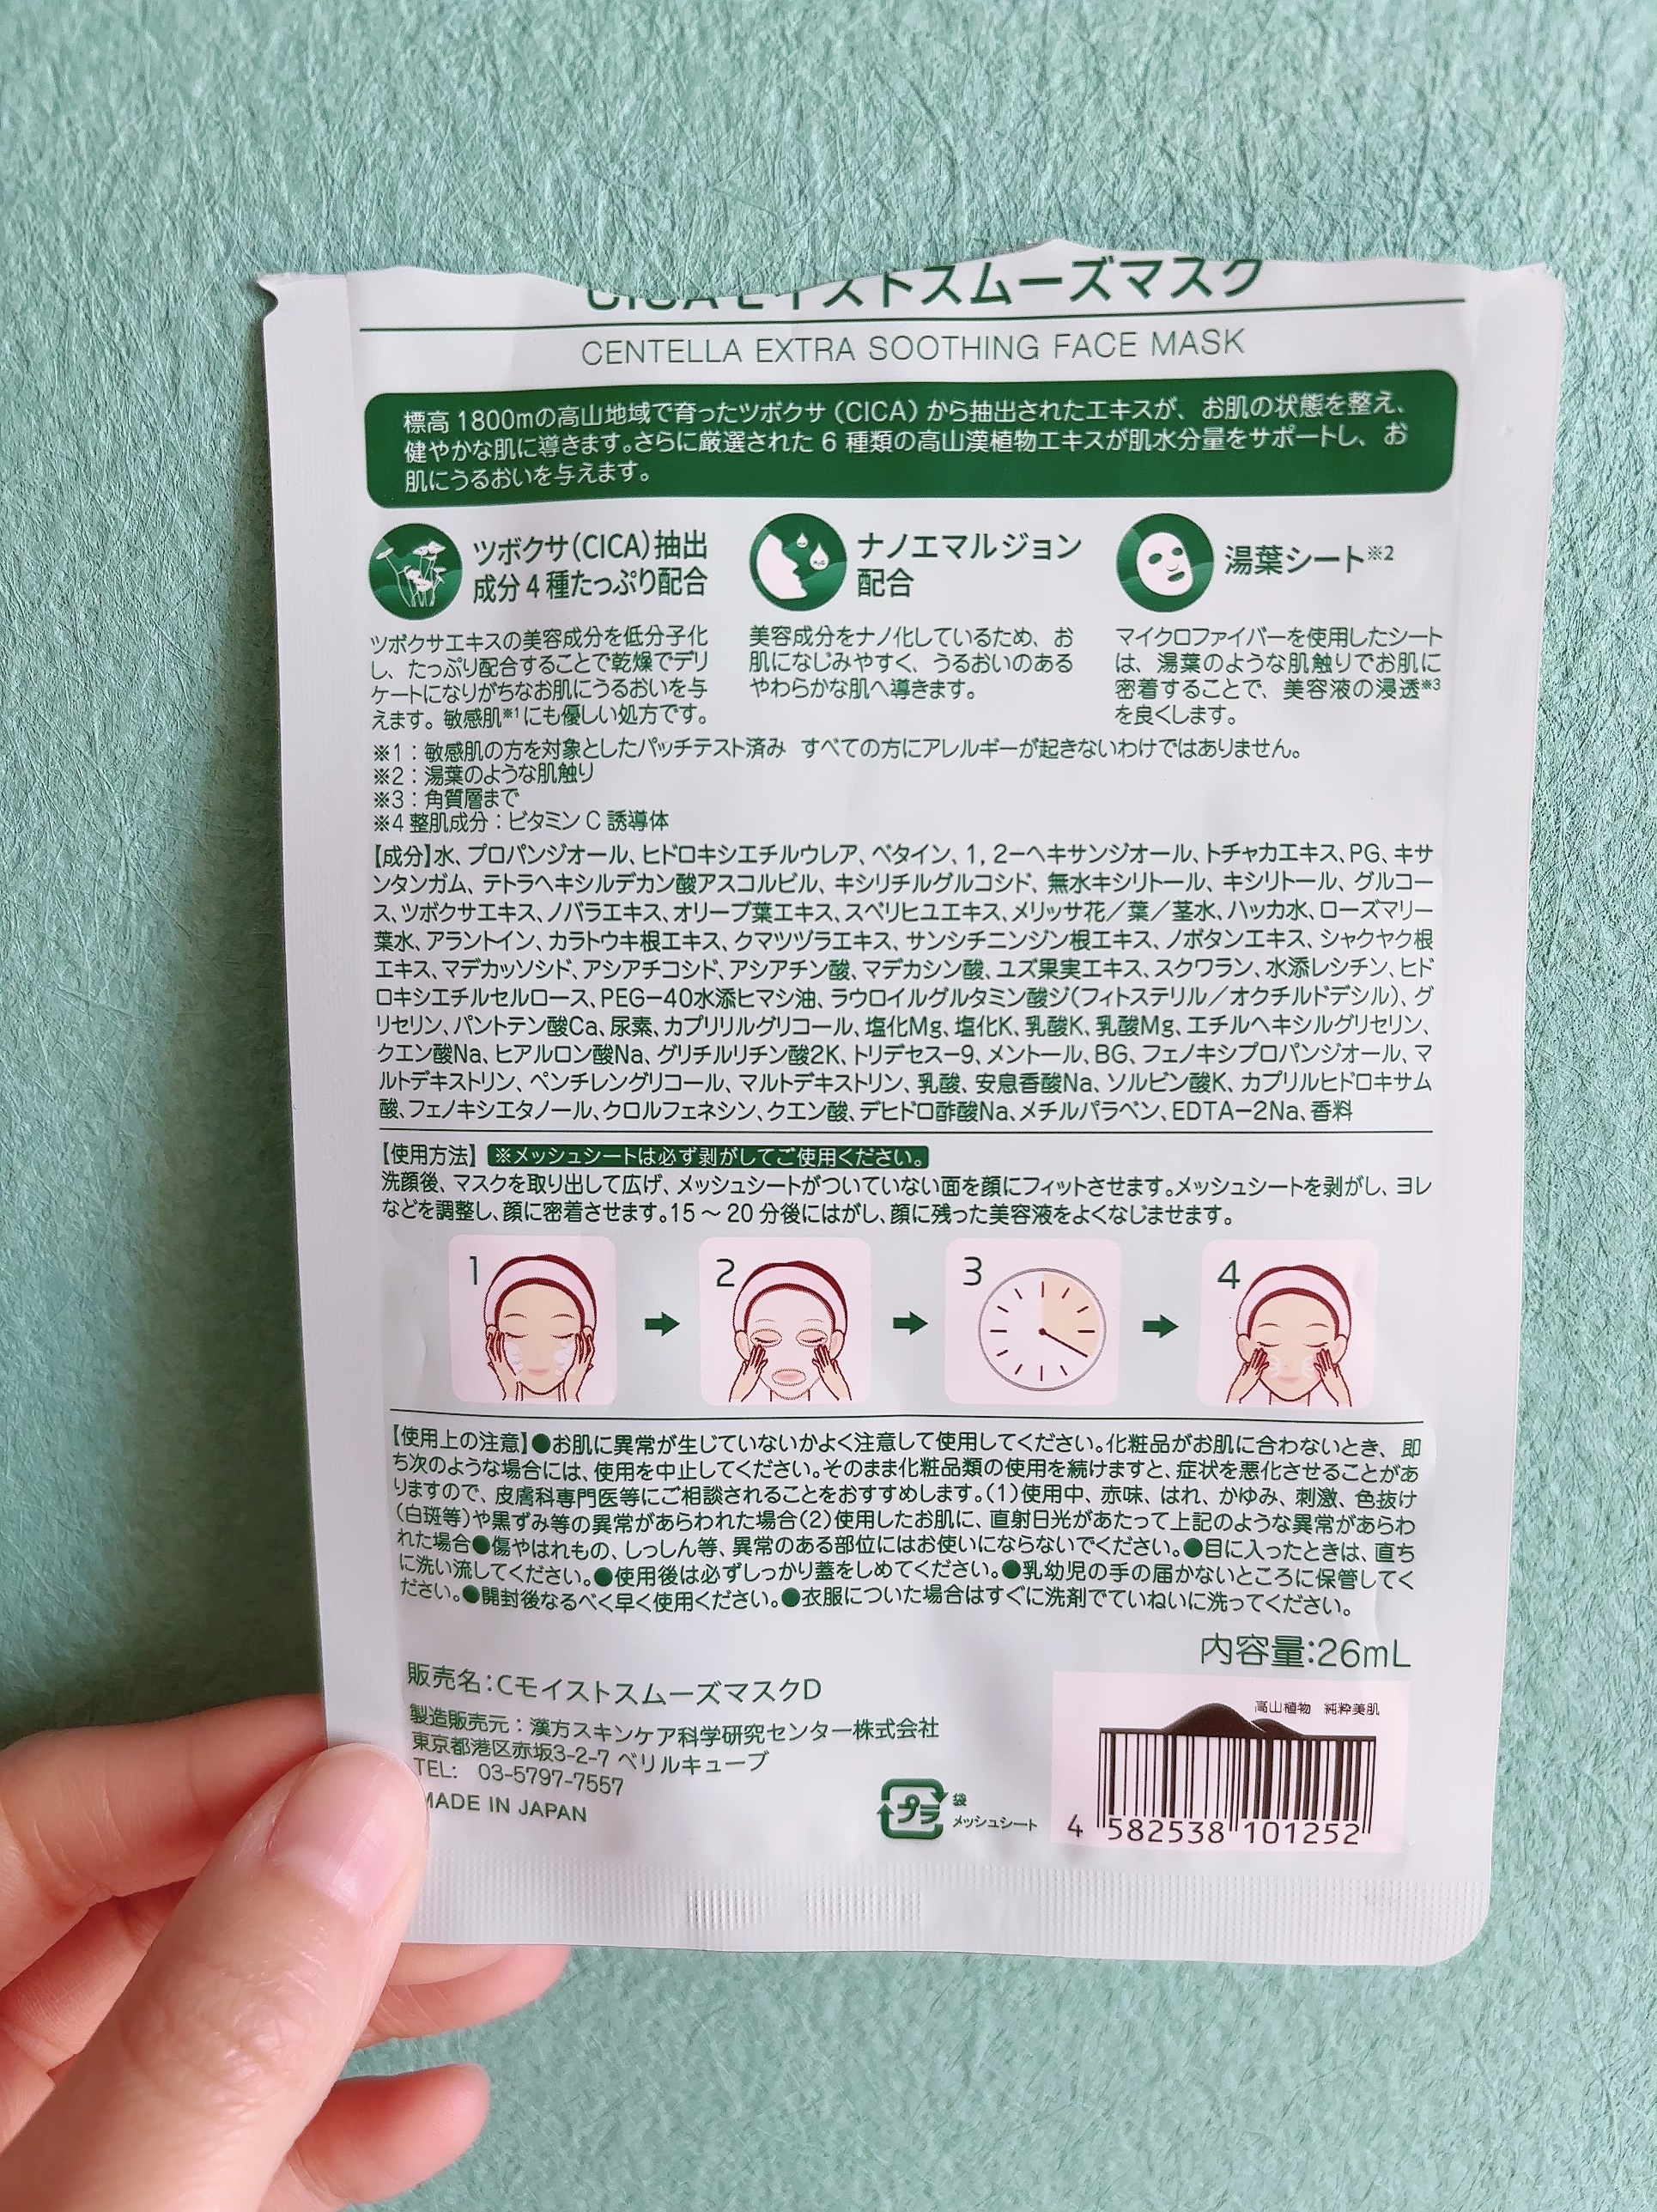 CICAモイストスムーズマスク
CENTELLA EXTRA SOOTHING FACE MASK
標高1800mの高山地域で育ったツボクサ(CICA)から抽出されたエキスが、お肌の状態を整え、
健やかな肌に導きます。さらに厳選された6種類の高山漢植物エキスが肌水分量をサポートし、お
肌にうるおいを与えます。
ツボクサ(CICA)抽出
成分4種たっぷり配合
ツボクサエキスの美容成分を低分子化
し、たっぷり配合することで乾燥でデリ
ケートになりがちなお肌にうるおいを与
えます。敏感肌※1にも優しい処方です。
ナノエマルジョン
配合
美容成分をナノ化しているため、お
肌になじみやすく、うるおいのある
やわらかな肌へ導きます。
湯葉シート※2
マイクロファイバーを使用したシート
は、湯葉のような肌触りでお肌に
密着することで、美容液の浸透※3
を良くします。
※1:敏感肌の方を対象としたパッチテスト済み すべての方にアレルギーが起きないわけではありません。
※2:湯葉のような肌触り
※3:角質層まで
※4 整肌成分:ビタミンC誘導体
【成分】水、プロパンジオール、ヒドロキシエチルウレア、ベタイン、1,2-ヘキサンジオール、トチャカエキス、PG、キサ
ンタンガム、テトラヘキシルデカン酸アスコルビル、キシリチルグルコシド、無水キシリトール、キシリトール、グルコー
ス、ツボクサエキス、ノバラエキス、オリーブ葉エキス、スベリヒユエキス、メリッサ花/葉/茎水、ハッカ水、ローズマリー
葉水、アラントイン、カラトウキ根エキス、クマツヅラエキス、サンシチニンジン根エキス、ノボタンエキス、シャクヤク根
エキス、マデカッソシド、アシアチコシド、アシアチン酸、マデカシン酸、ユズ果実エキス、スクワラン、水添レシチン、ヒド
ロキシエチルセルロース、PEG-40水添ヒマシ油、ラウロイルグルタミン酸ジ(フィトステリル/オクチルドデシル)、グ
リセリン、パントテン酸Ca、尿素、カプリリルグリコール、塩化Mg、塩化K、乳酸K、乳酸Mg、エチルヘキシルグリセリン、
クエン酸Na、ヒアルロン酸Na、グリチルリチン酸2K、トリデセス-9、メントール、BG、フェノキシプロパンジオール、マ
ルトデキストリン、ペンチレングリコール、マルトデキストリン、乳酸、安息香酸Na、ソルビン酸K、カプリルヒドロキサム
酸、フェノキシエタノール、クロルフェネシン、クエン酸、デヒドロ酢酸Na、メチルパラベン、EDTA-2Na、香料
【使用方法】※メッシュシートは必ず剥がしてご使用ください。
洗顔後、マスクを取り出して広げ、メッシュシートがついていない面を顔にフィットさせます。メッシュシートを剥がし、ヨレ
などを調整し、顔に密着させます。15～20分後にはがし、顔に残った美容液をよくなじませます。
1 2 3 4
【使用上の注意】●お肌に異常が生じていないかよく注意して使用してください。化粧品がお肌に合わないとき、即
ち次のような場合には、使用を中止してください。そのまま化粧品類の使用を続けますと、症状を悪化させることがあ
りますので、皮膚科専門医等にご相談されることをおすすめします。(1)使用中、赤味、はれ、かゆみ、刺激、色抜け
(白斑等)や黒ずみ等の異常があらわれた場合(2)使用したお肌に、直射日光があたって上記のような異常があらわ
れた場合●傷やはれもの、しっしん等、異常のある部位にはお使いにならないでください。●目に入ったときは、直ち
に洗い流してください。●使用後は必ずしっかり蓋をしめてください。●乳幼児の手の届かないところに保管してく
ださい。●開封後なるべく早く使用ください。●衣服についた場合はすぐに洗剤でていねいに洗ってください。
内容量:26mL
販売名:CモイストスムーズマスクD
製造販売元:漢方スキンケア科学研究センター株式会社
東京都港区赤坂3-2-7 ベリルキューブ
TEL: 03-5797-7557
MADE IN JAPAN
プラ
袋
メッシュシート
高山植物 純粋美肌
4 582538 101252